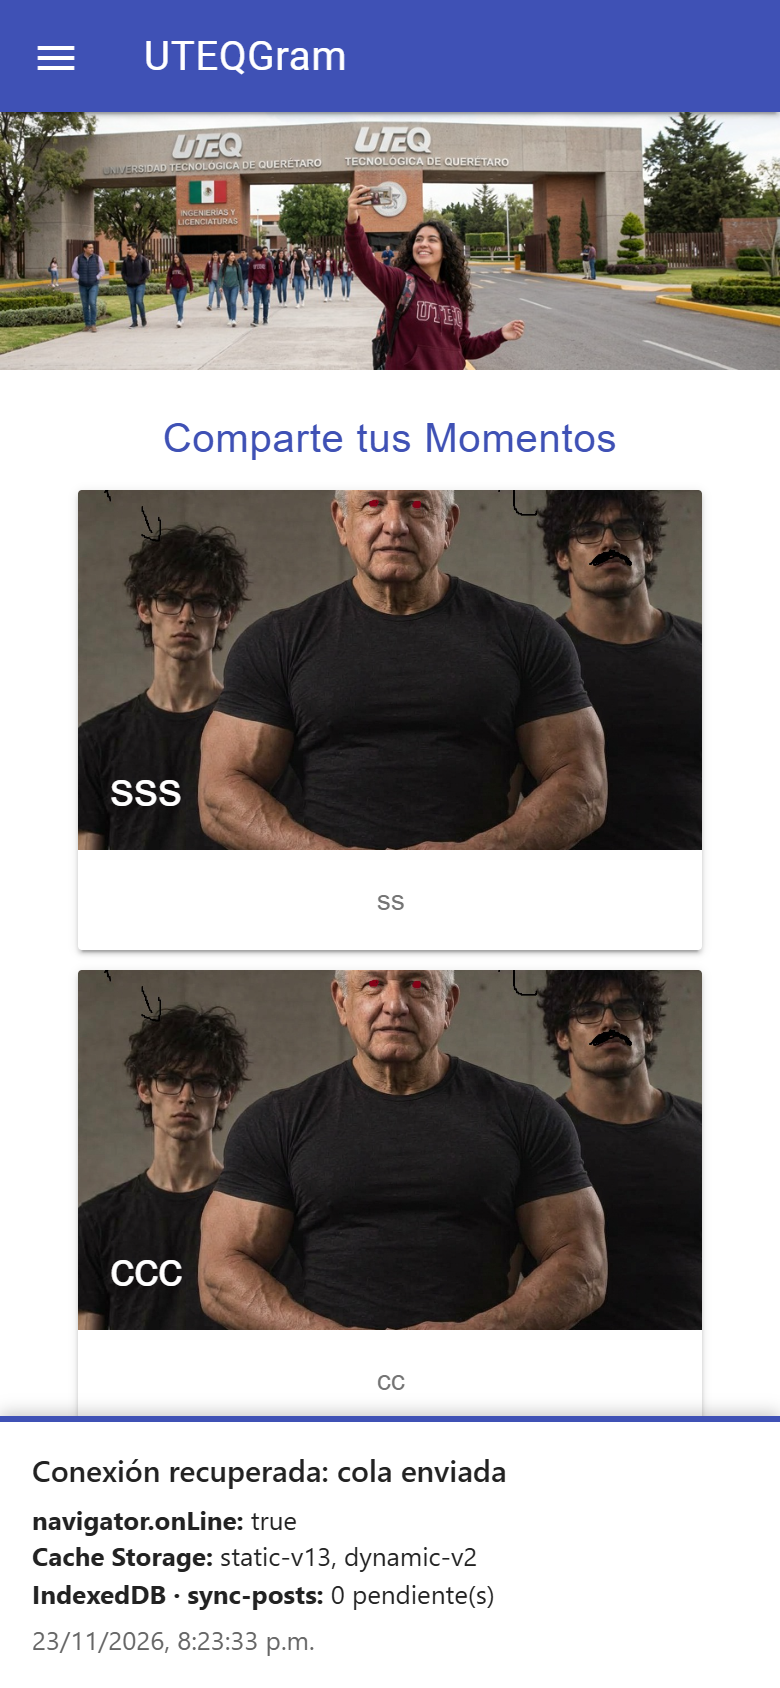 UTEQGram
UTEQ
UNIVERSIDAD TECNOLOGICA DE QUERETARO
UTEQ
TECNOLOGICA DE QUERETARO
INGENIERÍAS Y
LICENCIATURAS
UTEQ
Comparte tus Momentos
SSS
ss
CCC
cc
Conexión recuperada: cola enviada
navigator.onLine: true
Cache Storage: static-v13, dynamic-v2
IndexedDB · sync-posts: 0 pendiente(s)
23/11/2026, 8:23:33 p.m.